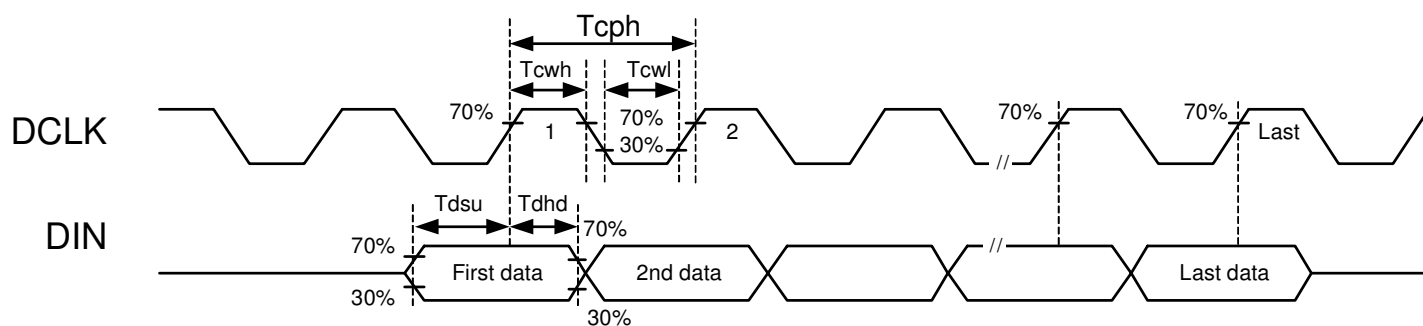 Tcph
Tcwh
Tcwl
DCLK
70%
1
70%
30%
2
70%
//
70%
Last
Tdsu
Tdhd
DIN
70%
30%
70%
30%
First data
2nd data
//
Last data